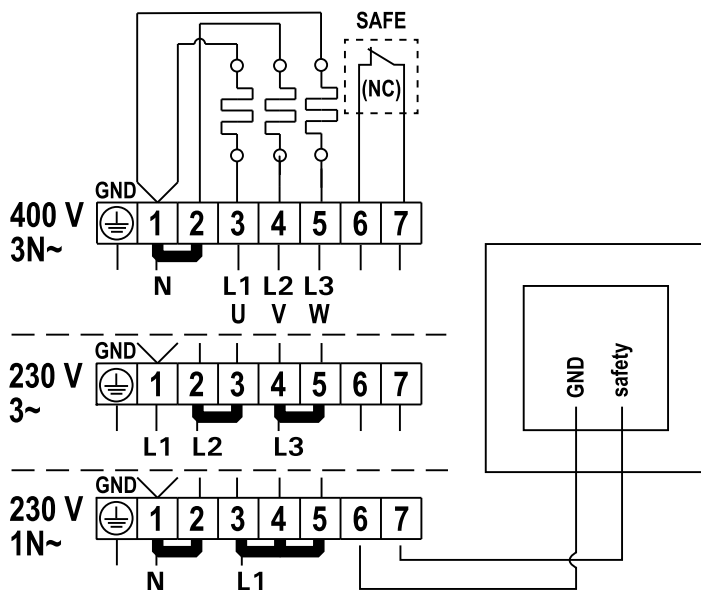 SAFE
(NC)
GND
400 V
3N~
1 2 3 4 5 6 7
N L1 L2 L3
U V W
GND
230 V
3~
1 2 3 4 5 6 7
L1 L2 L3
GND safety
GND
230 V
1N~
1 2 3 4 5 6 7
N L1